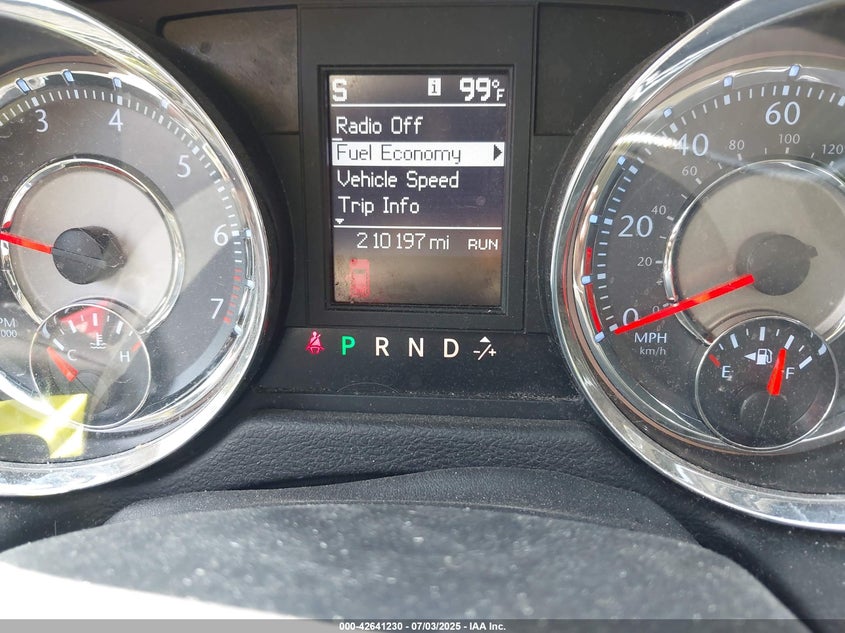 S i 99°F
Radio Off
Fuel Economy
Vehicle Speed
Trip Info
210197 mi RUN
P R N D -/+
3 4 5 6 7
C H
0 20 40 60
0 20 40 60 80 100 120
MPH
km/h
E F
000-42641230 - 07/03/2025 - IAA Inc.